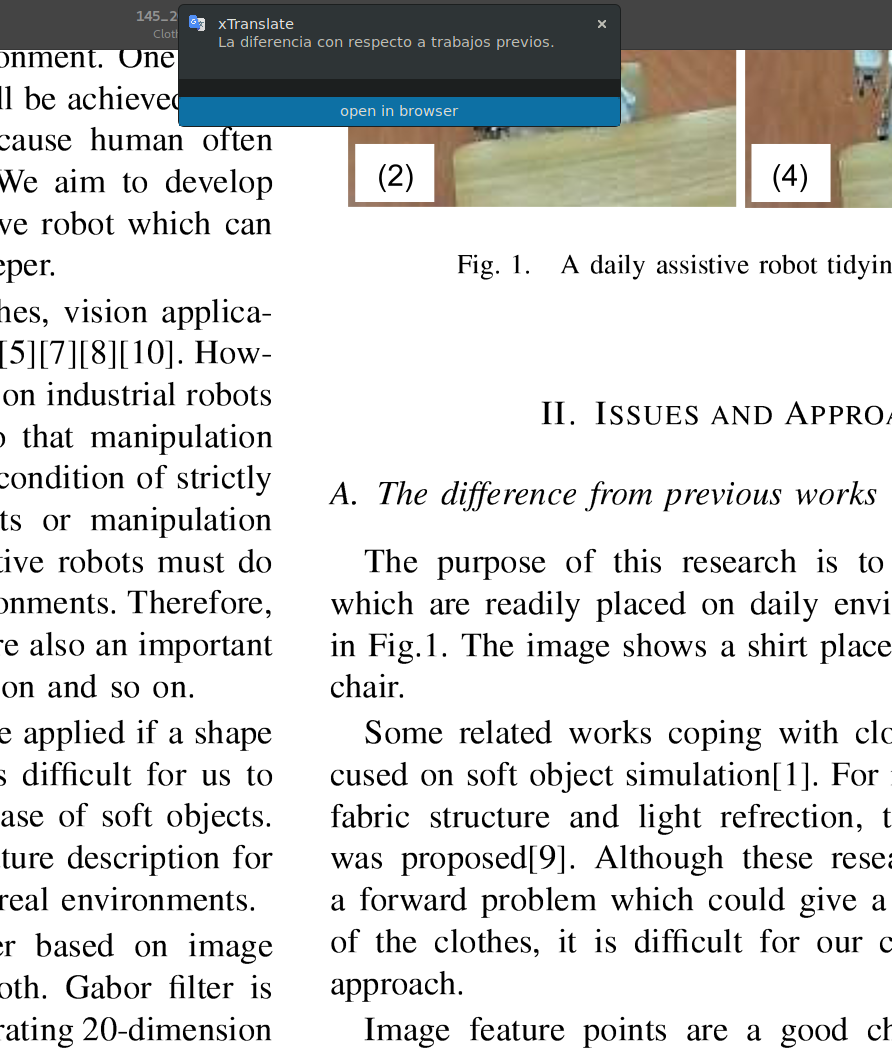 145_2
Cloth
xTranslate
La diferencia con respecto a trabajos previos.
open in browser
onment. One
ll be achieved
cause human often
We aim to develop
ve robot which can
eper.
hes, vision applica-
[5][7][8][10]. How-
on industrial robots
o that manipulation
condition of strictly
ts or manipulation
tive robots must do
onments. Therefore,
re also an important
on and so on.
e applied if a shape
s difficult for us to
ase of soft objects.
ture description for
real environments.
er based on image
oth. Gabor filter is
rating 20-dimension
(2)
(4)
Fig. 1. A daily assistive robot tidyin
II. ISSUES AND APPROA
A. The difference from previous works
The purpose of this research is to
which are readily placed on daily envi
in Fig.1. The image shows a shirt place
chair.
Some related works coping with clo
cused on soft object simulation[1]. For
fabric structure and light refrection, t
was proposed[9]. Although these resea
a forward problem which could give a
of the clothes, it is difficult for our c
approach.
Image feature points are a good ch